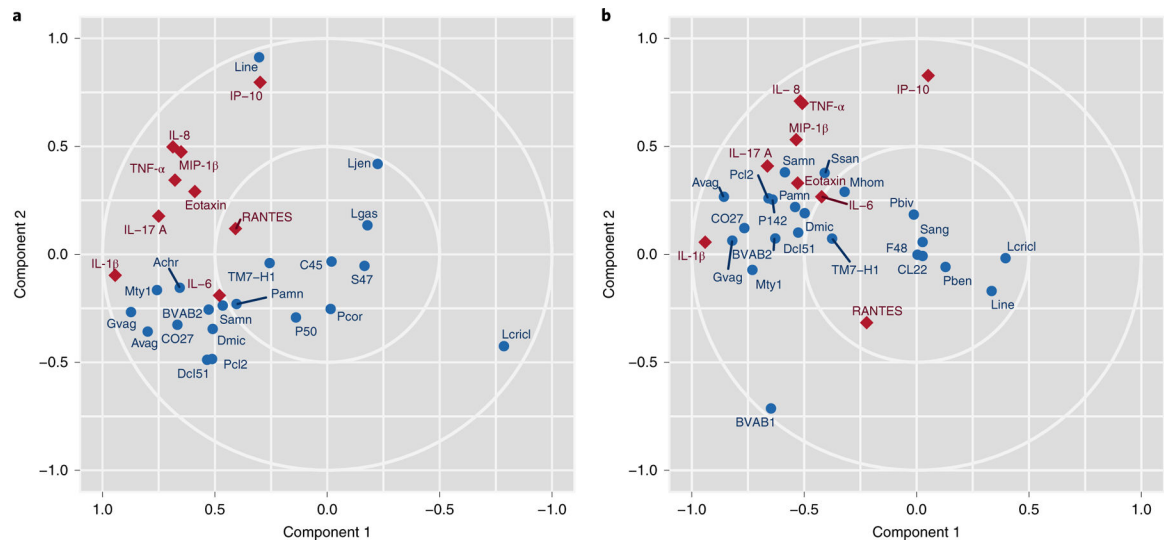 a
1.0
0.5
0.0
−0.5
−1.0
Component 2
Line
IP-10
IL-8
TNF-α
MIP-1β
Eotaxin
IL−17 A
RANTES
Ljen
Lgas
IL-1β
Achr
IL-6
TM7-H1
C45
S47
Mty1
Pamn
Gvag
BVAB2
Samn
Avag
CO27
Dmic
P50
Pcor
Dcl51
Pcl2
Lcricl
1.0
0.5
0.0
−0.5
−1.0
Component 1
b
1.0
0.5
0.0
−0.5
−1.0
Component 2
IL− 8
TNF-α
IP-10
MIP-1β
IL-17 A
Samn
Ssan
Pcl2
Eotaxin
Mhom
Avag
Pamn
IL−6
Pbiv
CO27
P142
Dmic
Sang
IL-1β
BVAB2
Dcl51
F48
Lcricl
Gvag
Mty1
TM7-H1
CL22
Pben
Line
RANTES
BVAB1
−1.0
−0.5
0.0
0.5
1.0
Component 1